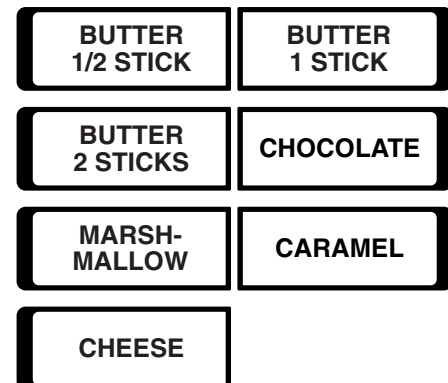 BUTTER
1/2 STICK
BUTTER
1 STICK
BUTTER
2 STICKS
CHOCOLATE
MARSH-
MALLOW
CARAMEL
CHEESE